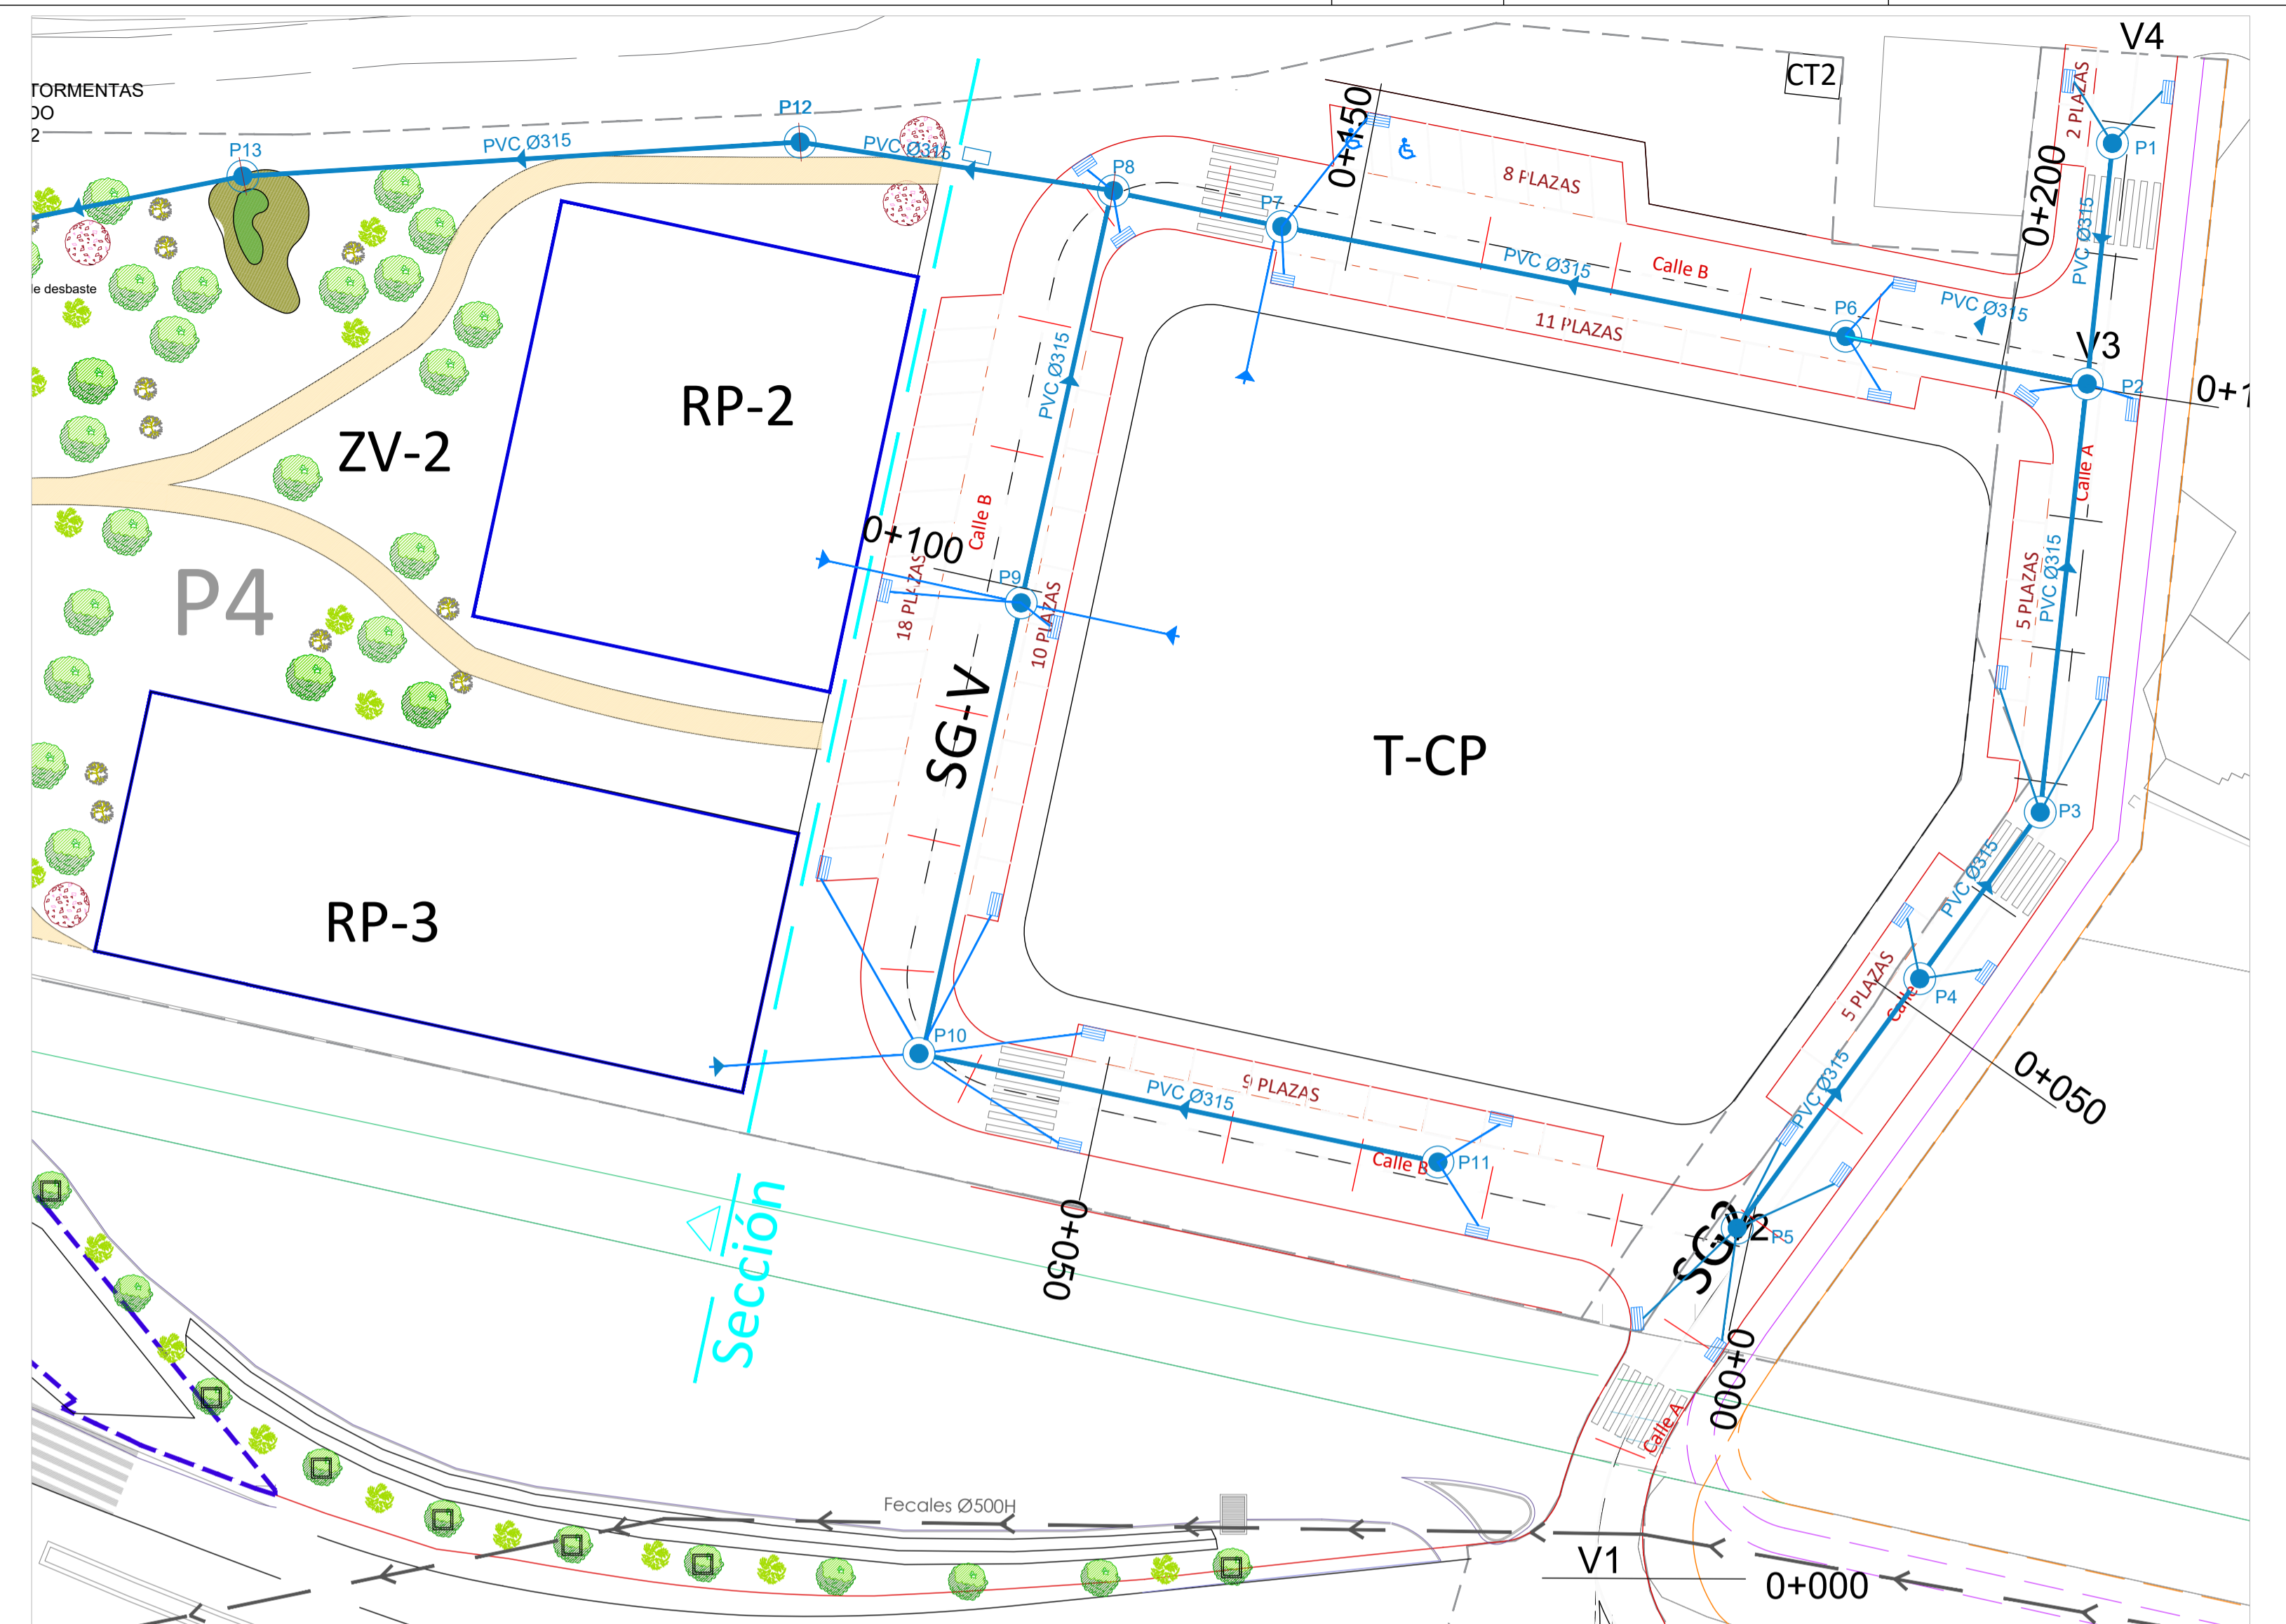 V4
CT2
TORMENTAS
DO
2
P12
PVC Ø315
PVC Ø315
P13
P8
0+150
8 PLAZAS
2 PLAZAS
P1
0+200
PVC Ø315
P7
PVC Ø315
Calle B
P6
PVC Ø315
11 PLAZAS
V3
P2
0+1
le desbaste
RP-2
ZV-2
PVC Ø315
Calle B
0+100
18 PLAZAS
P9
10 PLAZAS
Calle A
5 PLAZAS
PVC Ø315
P4
SG-V
T-CP
P3
PVC Ø315
RP-3
5 PLAZAS
P4
Calle
P10
PVC Ø315
9 PLAZAS
PVC Ø315
0+050
Calle B
P11
Sección
0+050
P5
0+000
Calle A
Fecales Ø500H
V1
0+000